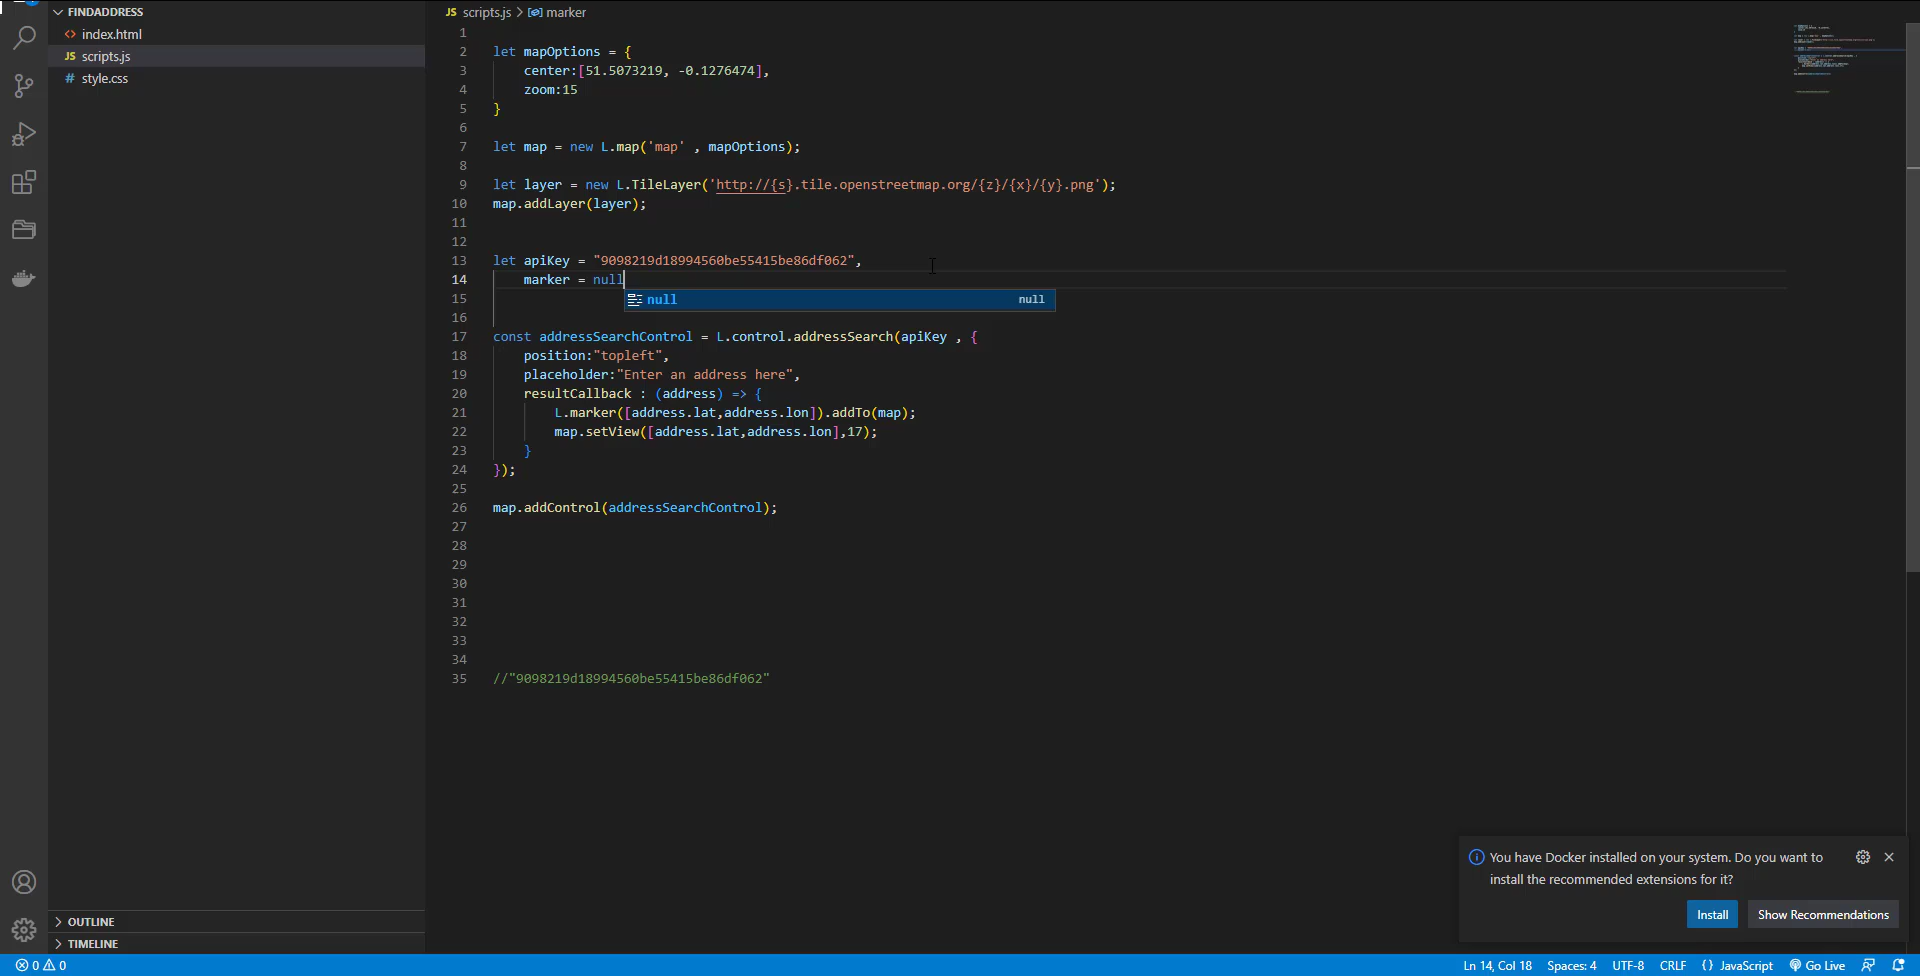 FINDADDRESS
index.html
JS scripts.js
# style.css
OUTLINE
TIMELINE
JS scripts.js > marker
1
2 let mapOptions = {
3 center:[51.5073219, -0.1276474],
4 zoom:15
5 }
6
7 let map = new L.map('map' , mapOptions);
8
9 let layer = new L.TileLayer('http://{s}.tile.openstreetmap.org/{z}/{x}/{y}.png');
10 map.addLayer(layer);
11
12
13 let apiKey = "9098219d18994560be55415be86df062",
14 marker = null
null null
15
16
17 const addressSearchControl = L.control.addressSearch(apiKey , {
18 position:"topleft",
19 placeholder:"Enter an address here",
20 resultCallback : (address) => {
21 L.marker([address.lat,address.lon]).addTo(map);
22 map.setView([address.lat,address.lon],17);
23 }
24 });
25
26 map.addControl(addressSearchControl);
27
28
29
30
31
32
33
34
35 //"9098219d18994560be55415be86df062"
You have Docker installed on your system. Do you want to
install the recommended extensions for it?
Install Show Recommendations
0 0 Ln 14, Col 18 Spaces: 4 UTF-8 CRLF {} JavaScript Go Live